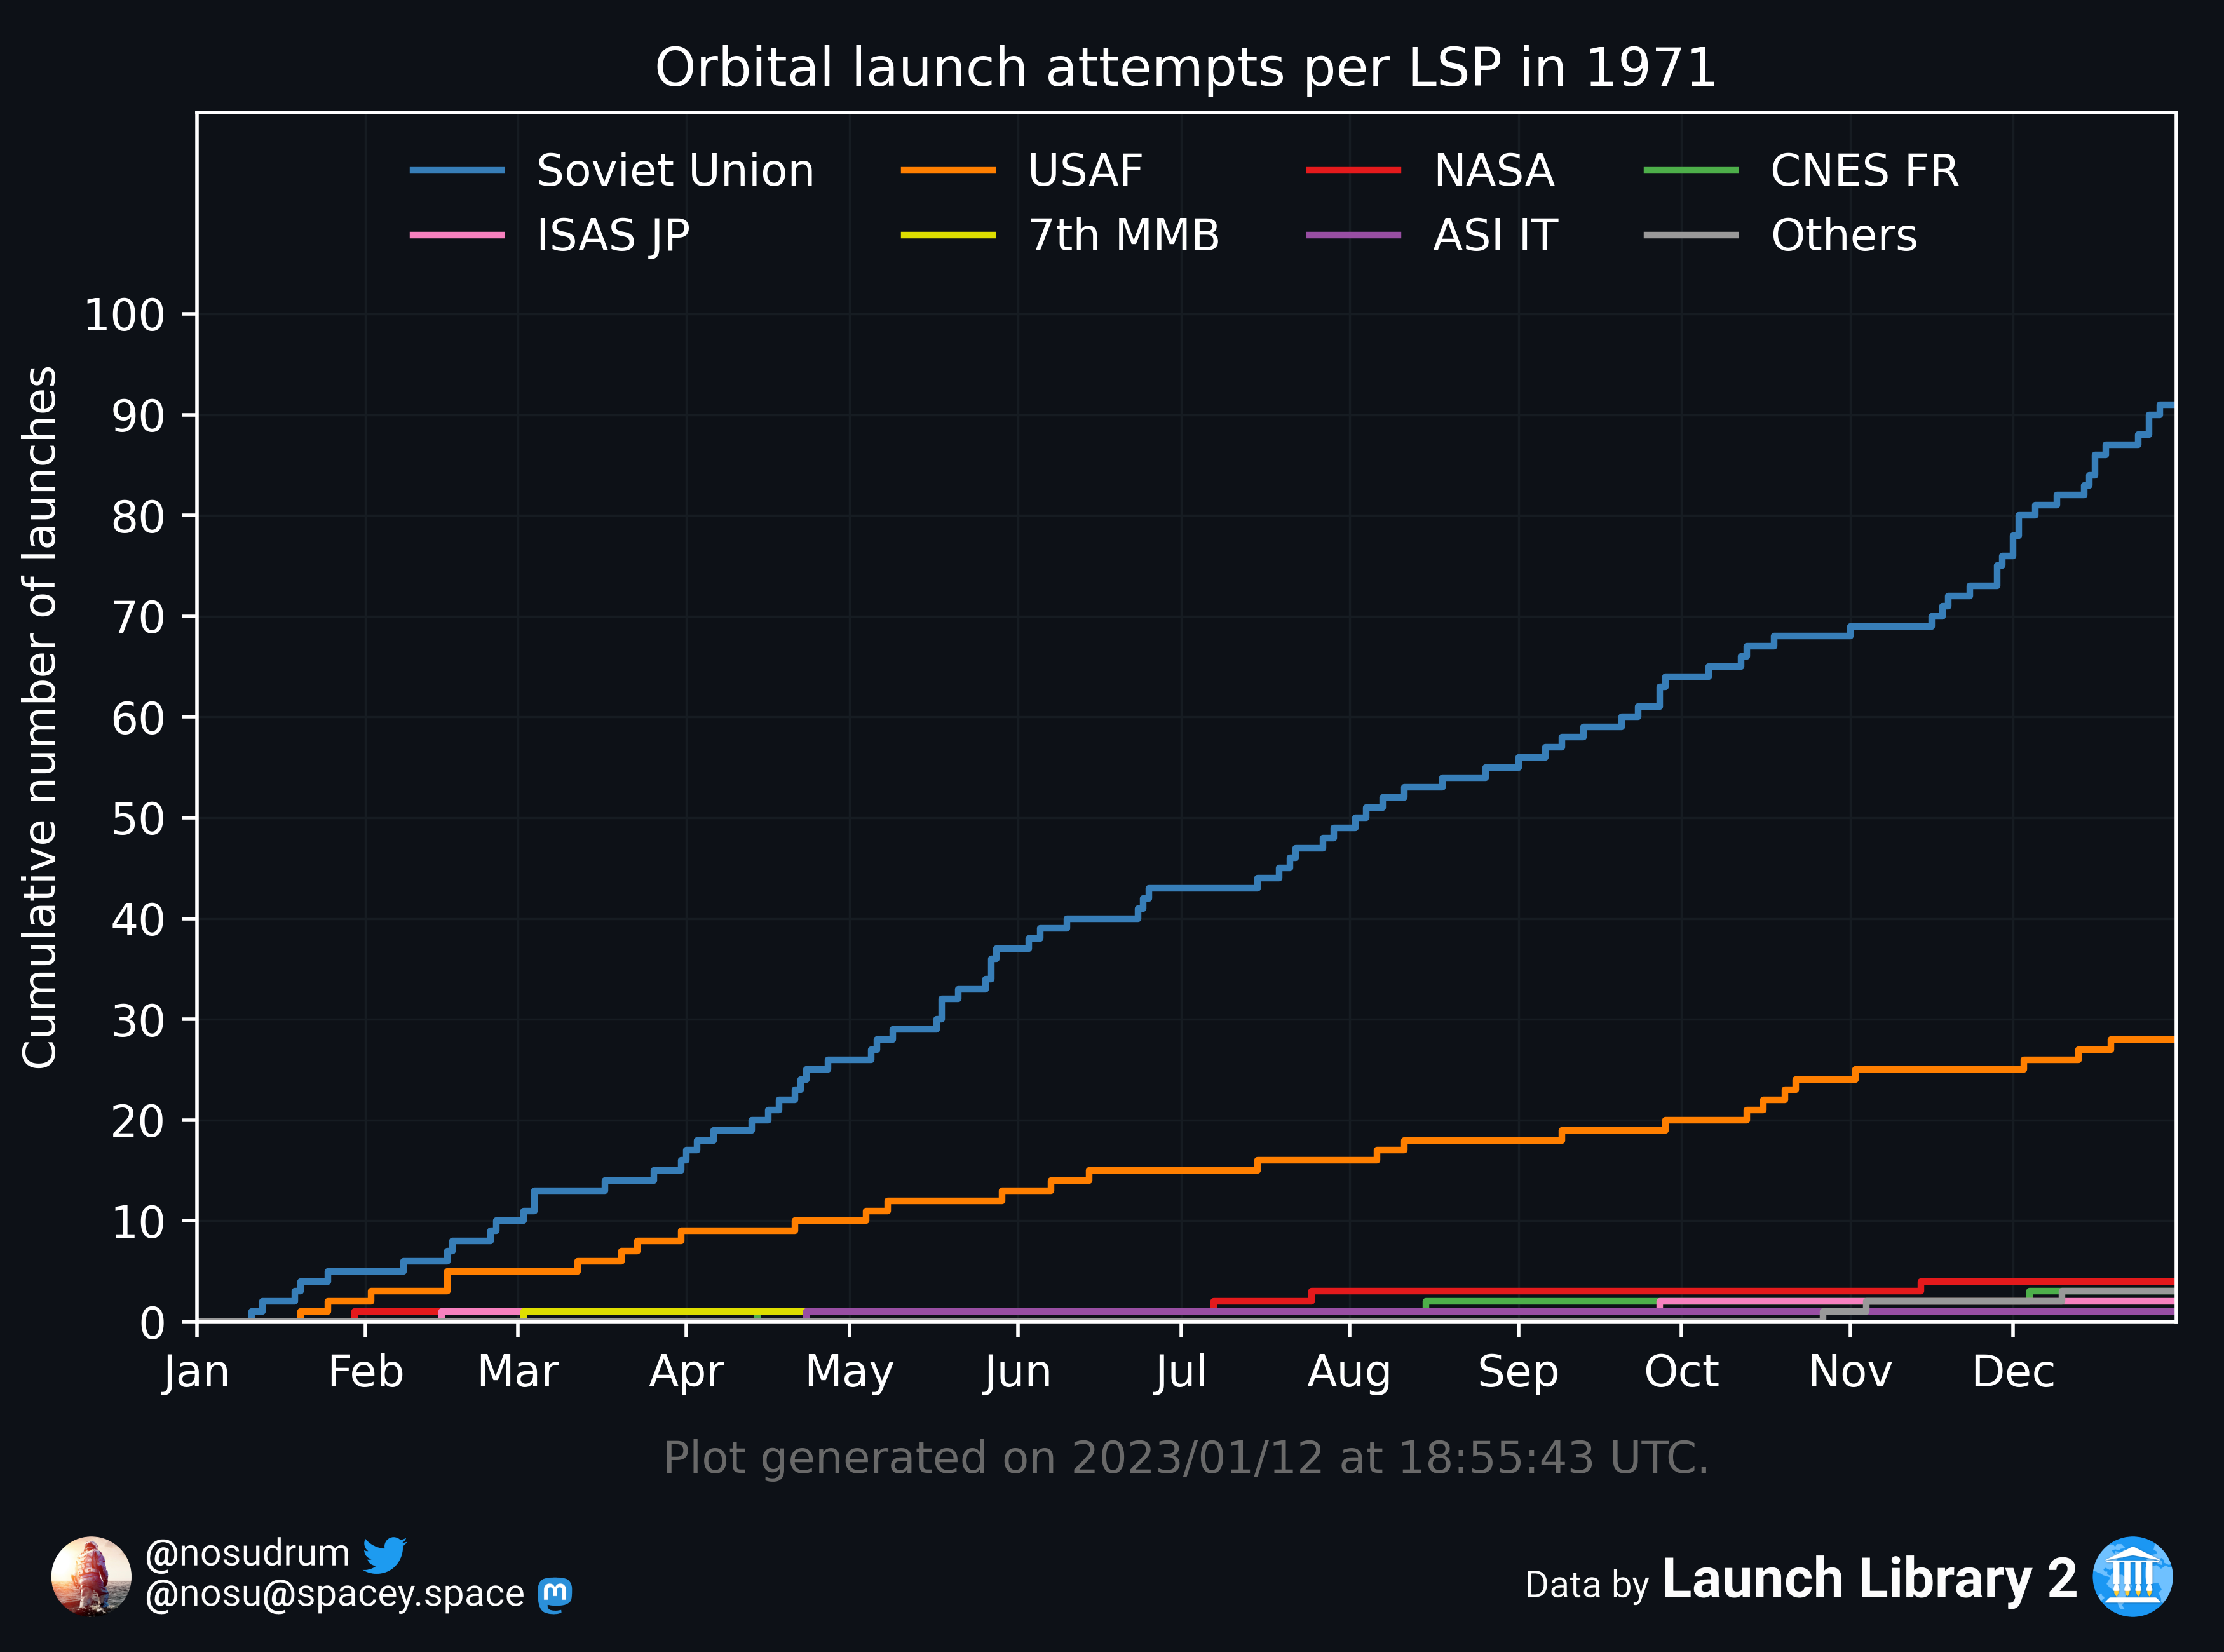 Orbital launch attempts per LSP in 1971
Soviet Union USAF NASA CNES FR
ISAS JP 7th MMB ASI IT Others
Cumulative number of launches
100
90
80
70
60
50
40
30
20
10
0
Jan Feb Mar Apr May Jun Jul Aug Sep Oct Nov Dec
Plot generated on 2023/01/12 at 18:55:43 UTC.
@nosudrum
@nosu@spacey.space
Data by Launch Library 2